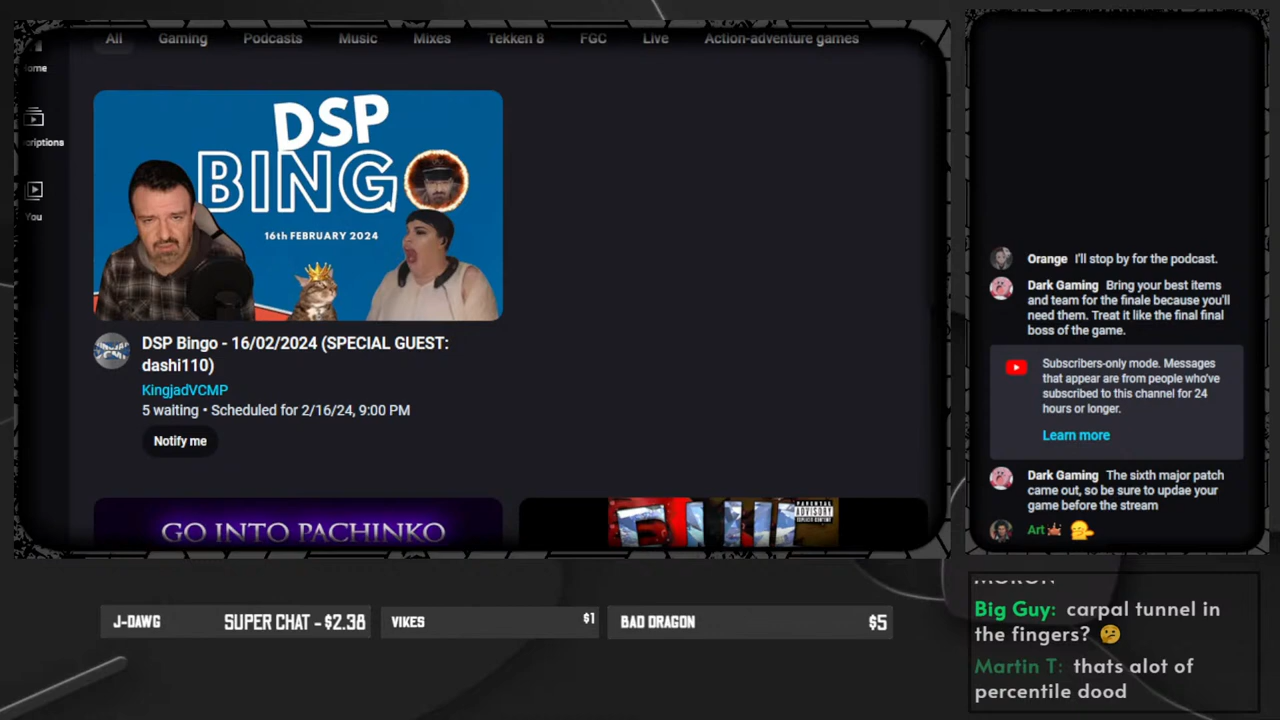 All Gaming Podcasts Music Mixes Tekken 8 FGC Live Action-adventure games
ome
criptions
You
DSP
BINGO
16th FEBRUARY 2024
DSP Bingo - 16/02/2024 (SPECIAL GUEST:
dashi110)
KingjadVCMP
5 waiting • Scheduled for 2/16/24, 9:00 PM
Notify me
GO INTO PACHINKO
PARENTAL
ADVISORY
EXPLICIT CONTENT
Orange I'll stop by for the podcast.
Dark Gaming Bring your best items
and team for the finale because you'll
need them. Treat it like the final final
boss of the game.
Subscribers-only mode. Messages
that appear are from people who've
subscribed to this channel for 24
hours or longer.
Learn more
Dark Gaming The sixth major patch
came out, so be sure to updae your
game before the stream
Art
J-DAWG SUPER CHAT - $2.38
VIKES $1
BAD DRAGON $5
Big Guy: carpal tunnel in
the fingers? 🤔
Martin T: thats alot of
percentile dood